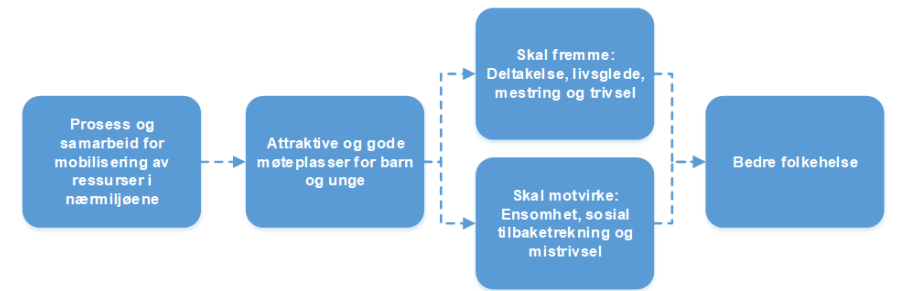 Prosess og
samarbeid for
mobilisering av
ressurser i
nærmiljøene
Attraktive og gode
møteplasser for barn
og unge
Skal fremme:
Deltakelse, livsglede,
mestring og trivsel
Skal motvirke:
Ensomhet, sosial
tilbaketrekning og
mistrivsel
Bedre folkehelse